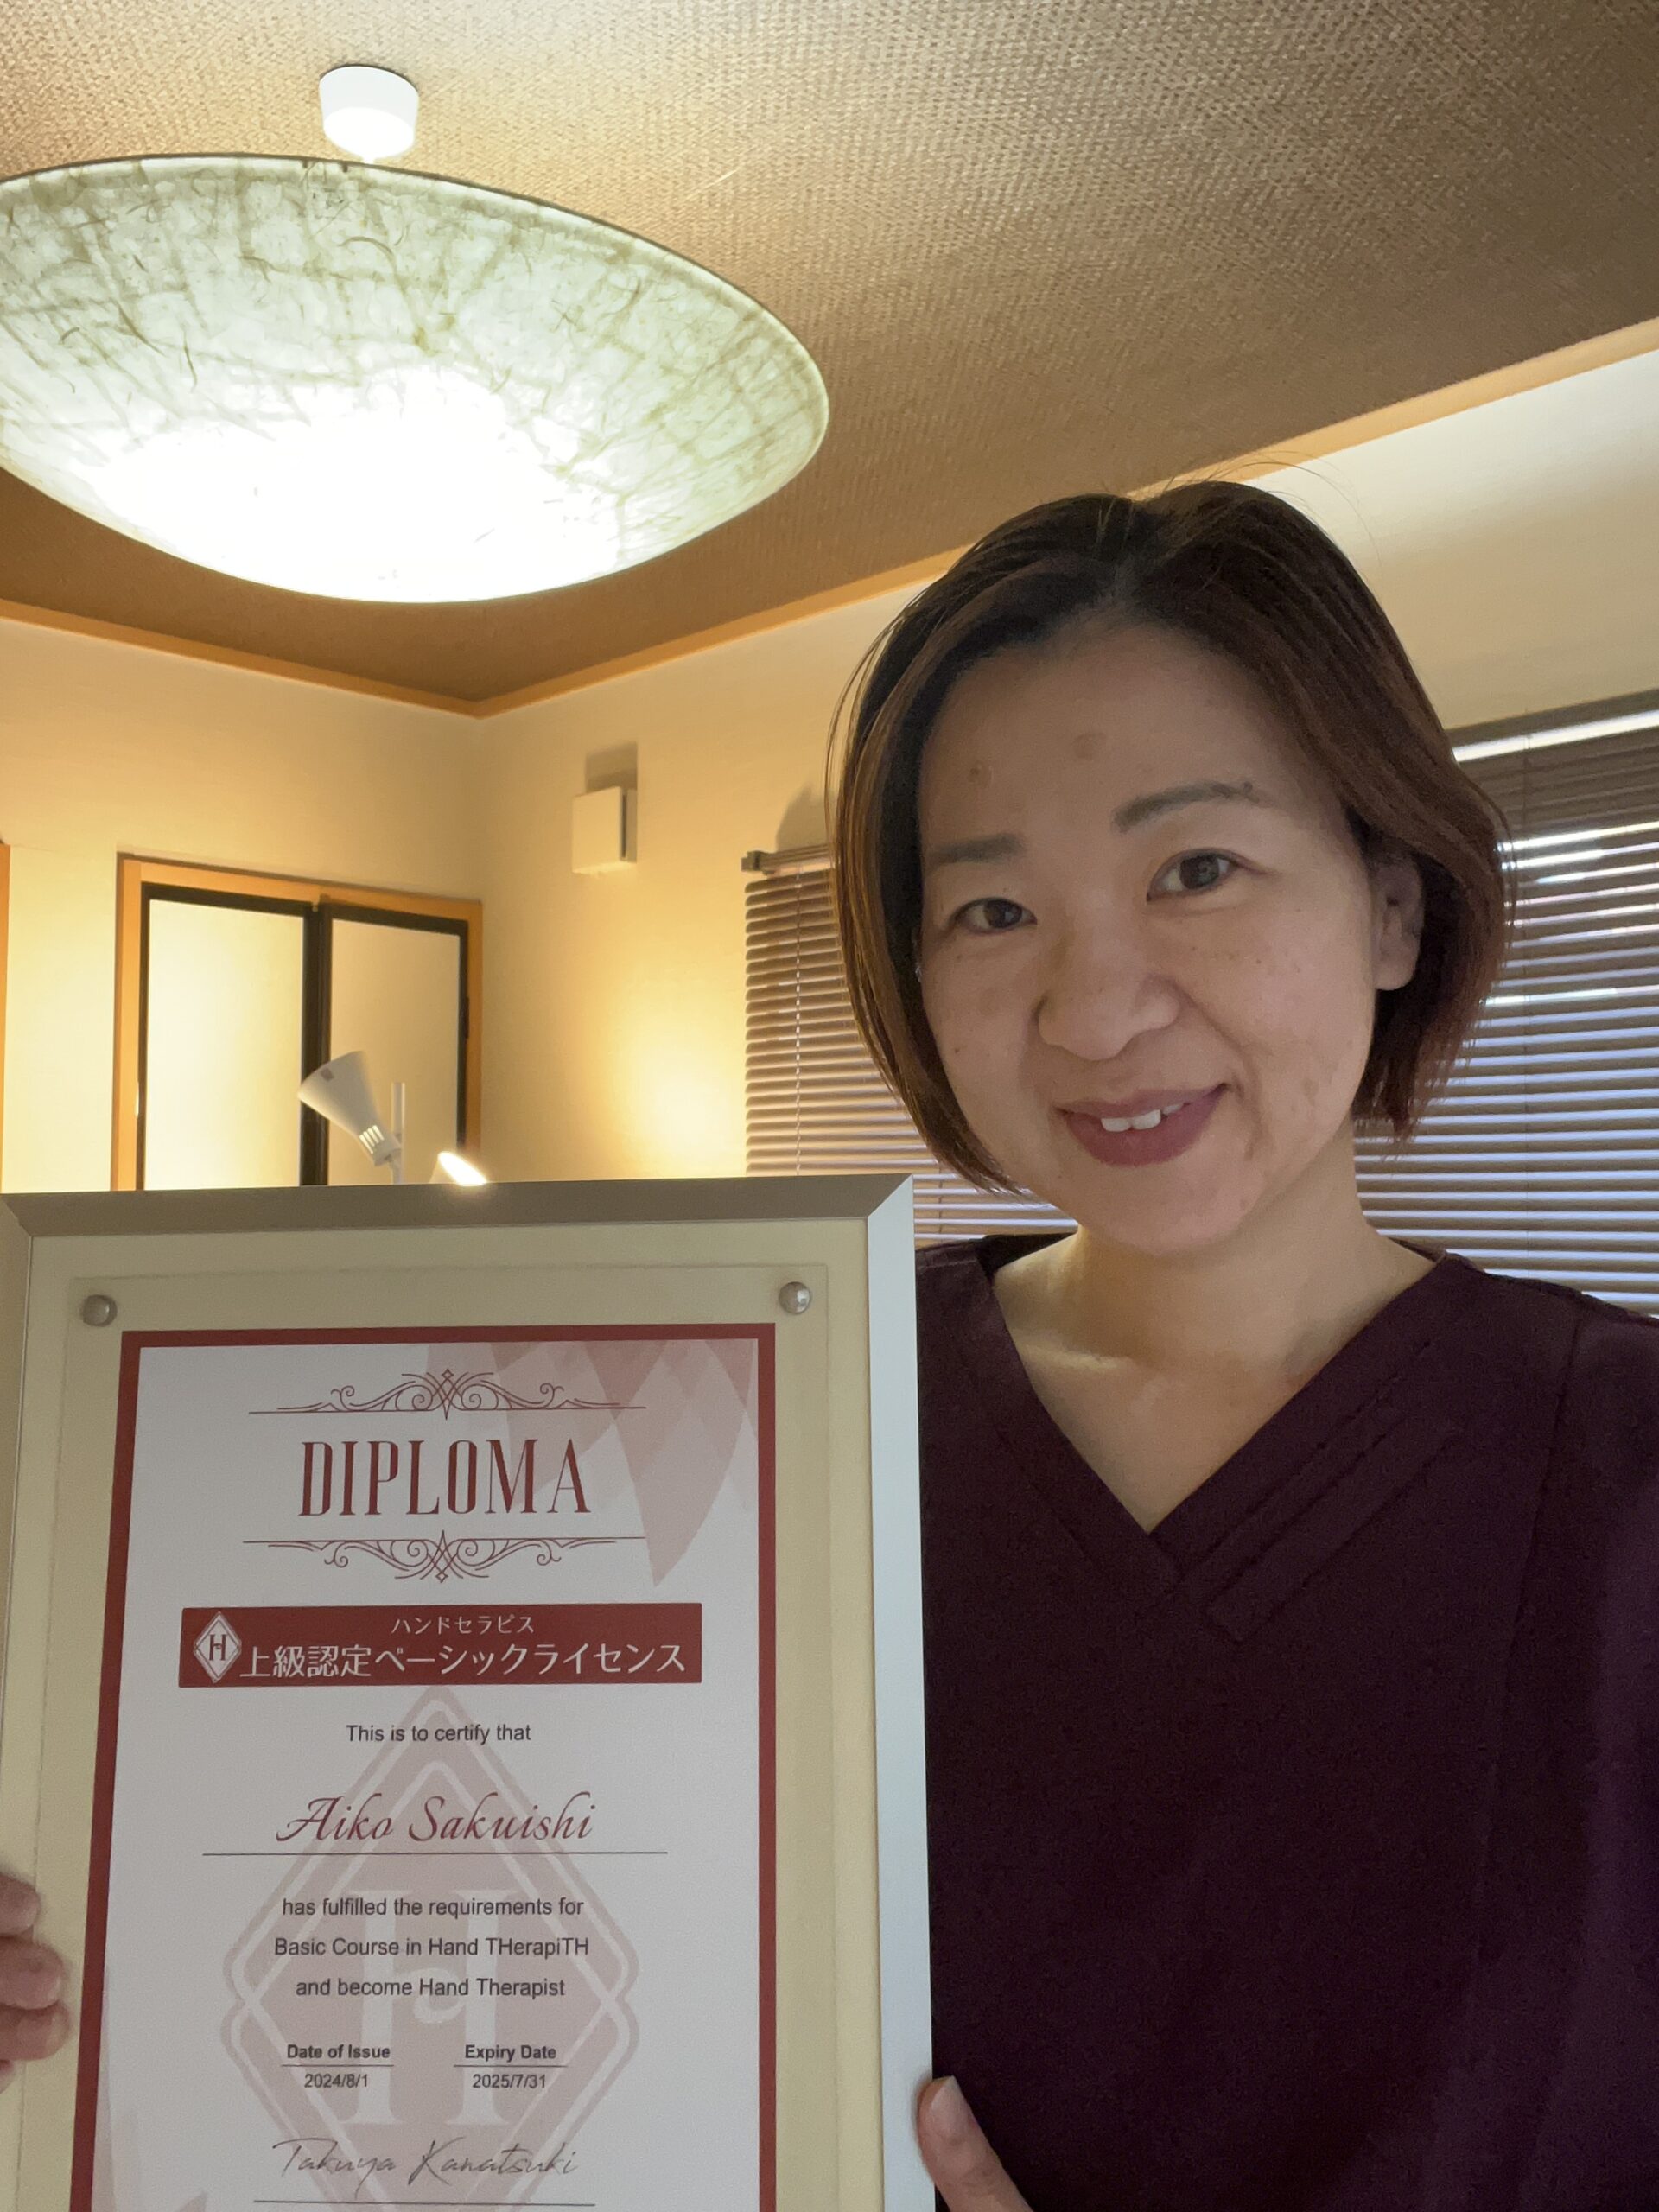 DIPLOMA
ハンドセラピス
上級認定ベーシックライセンス
This is to certify that
Aiko Sakuishi
has fulfilled the requirements for
Basic Course in Hand THerapiTH
and become Hand Therapist
Date of Issue Expiry Date
2024/8/1 2025/7/31
Takuya Kanatsuki